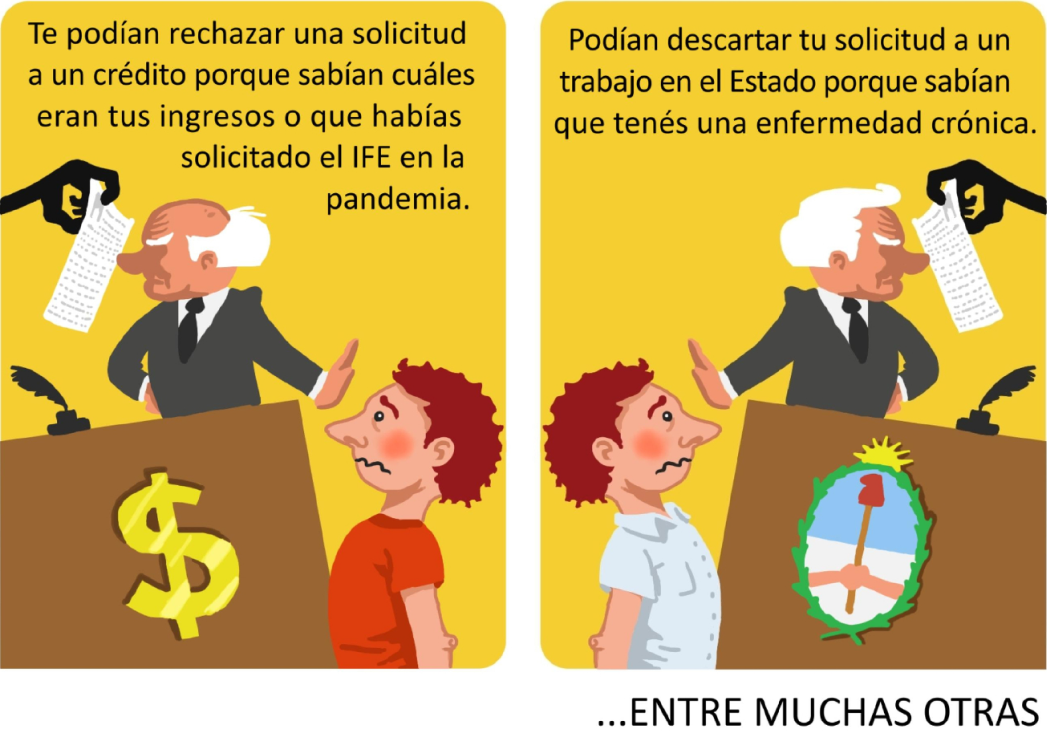 Te podían rechazar una solicitud
a un crédito porque sabían cuáles
eran tus ingresos o que habías
solicitado el IFE en la
pandemia.
Podían descartar tu solicitud a un
trabajo en el Estado porque sabían
que tenés una enfermedad crónica.
...ENTRE MUCHAS OTRAS